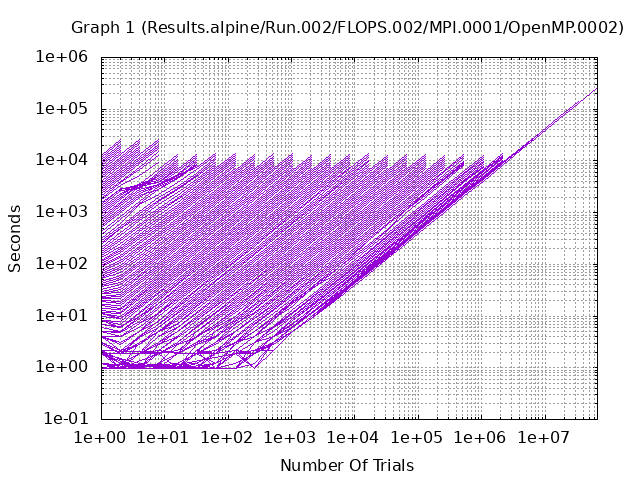 Graph 1 (Results.alpine/Run.002/FLOPS.002/MPI.0001/OpenMP.0002)
1e+06
1e+05
1e+04
1e+03
1e+02
1e+01
1e+00
1e-01
Seconds
1e+00 1e+01 1e+02 1e+03 1e+04 1e+05 1e+06 1e+07
Number Of Trials